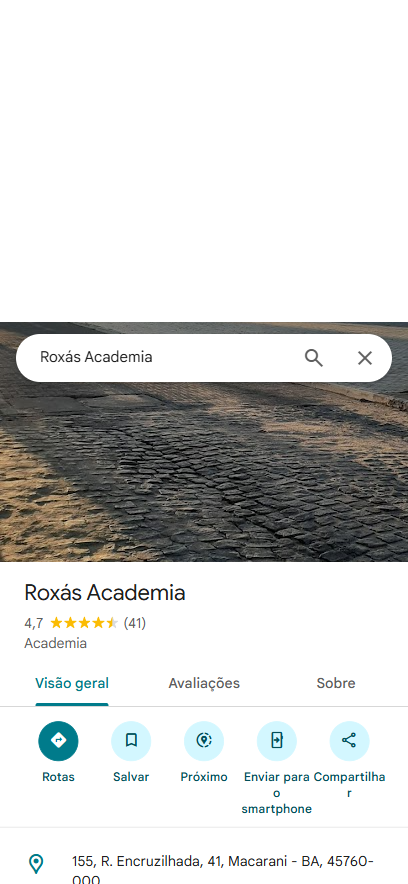 Roxás Academia
Roxás Academia
4,7 (41)
Academia
Visão geral Avaliações Sobre
Rotas Salvar Próximo Enviar para o smartphone Compartilhar
155, R. Encruzilhada, 41, Macarani - BA, 45760-
000